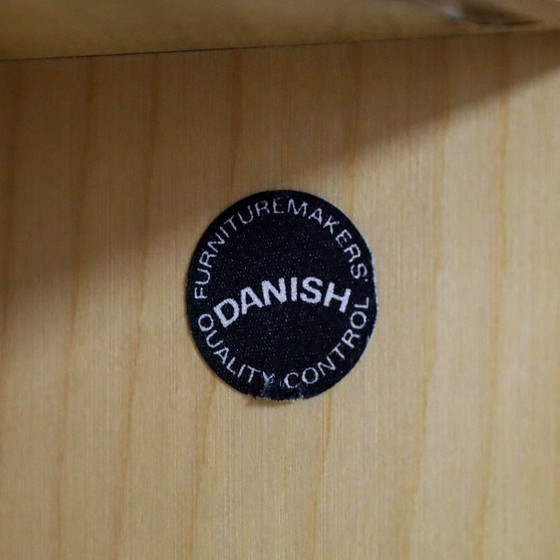 FURNITUREMAKERS'
DANISH
QUALITY CONTROL